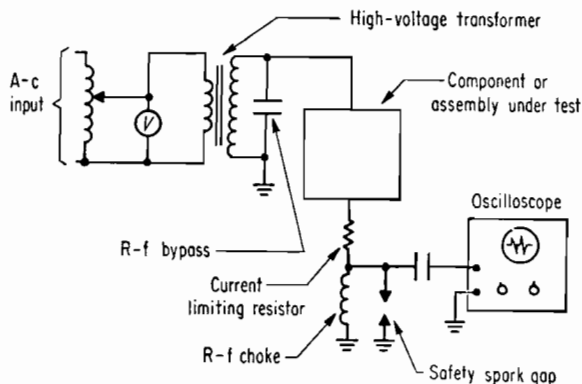 High-voltage transformer
A-c
input
V
Component or
assembly under test
Oscilloscope
R-f bypass
Current
limiting resistor
R-f choke
Safety spark gap